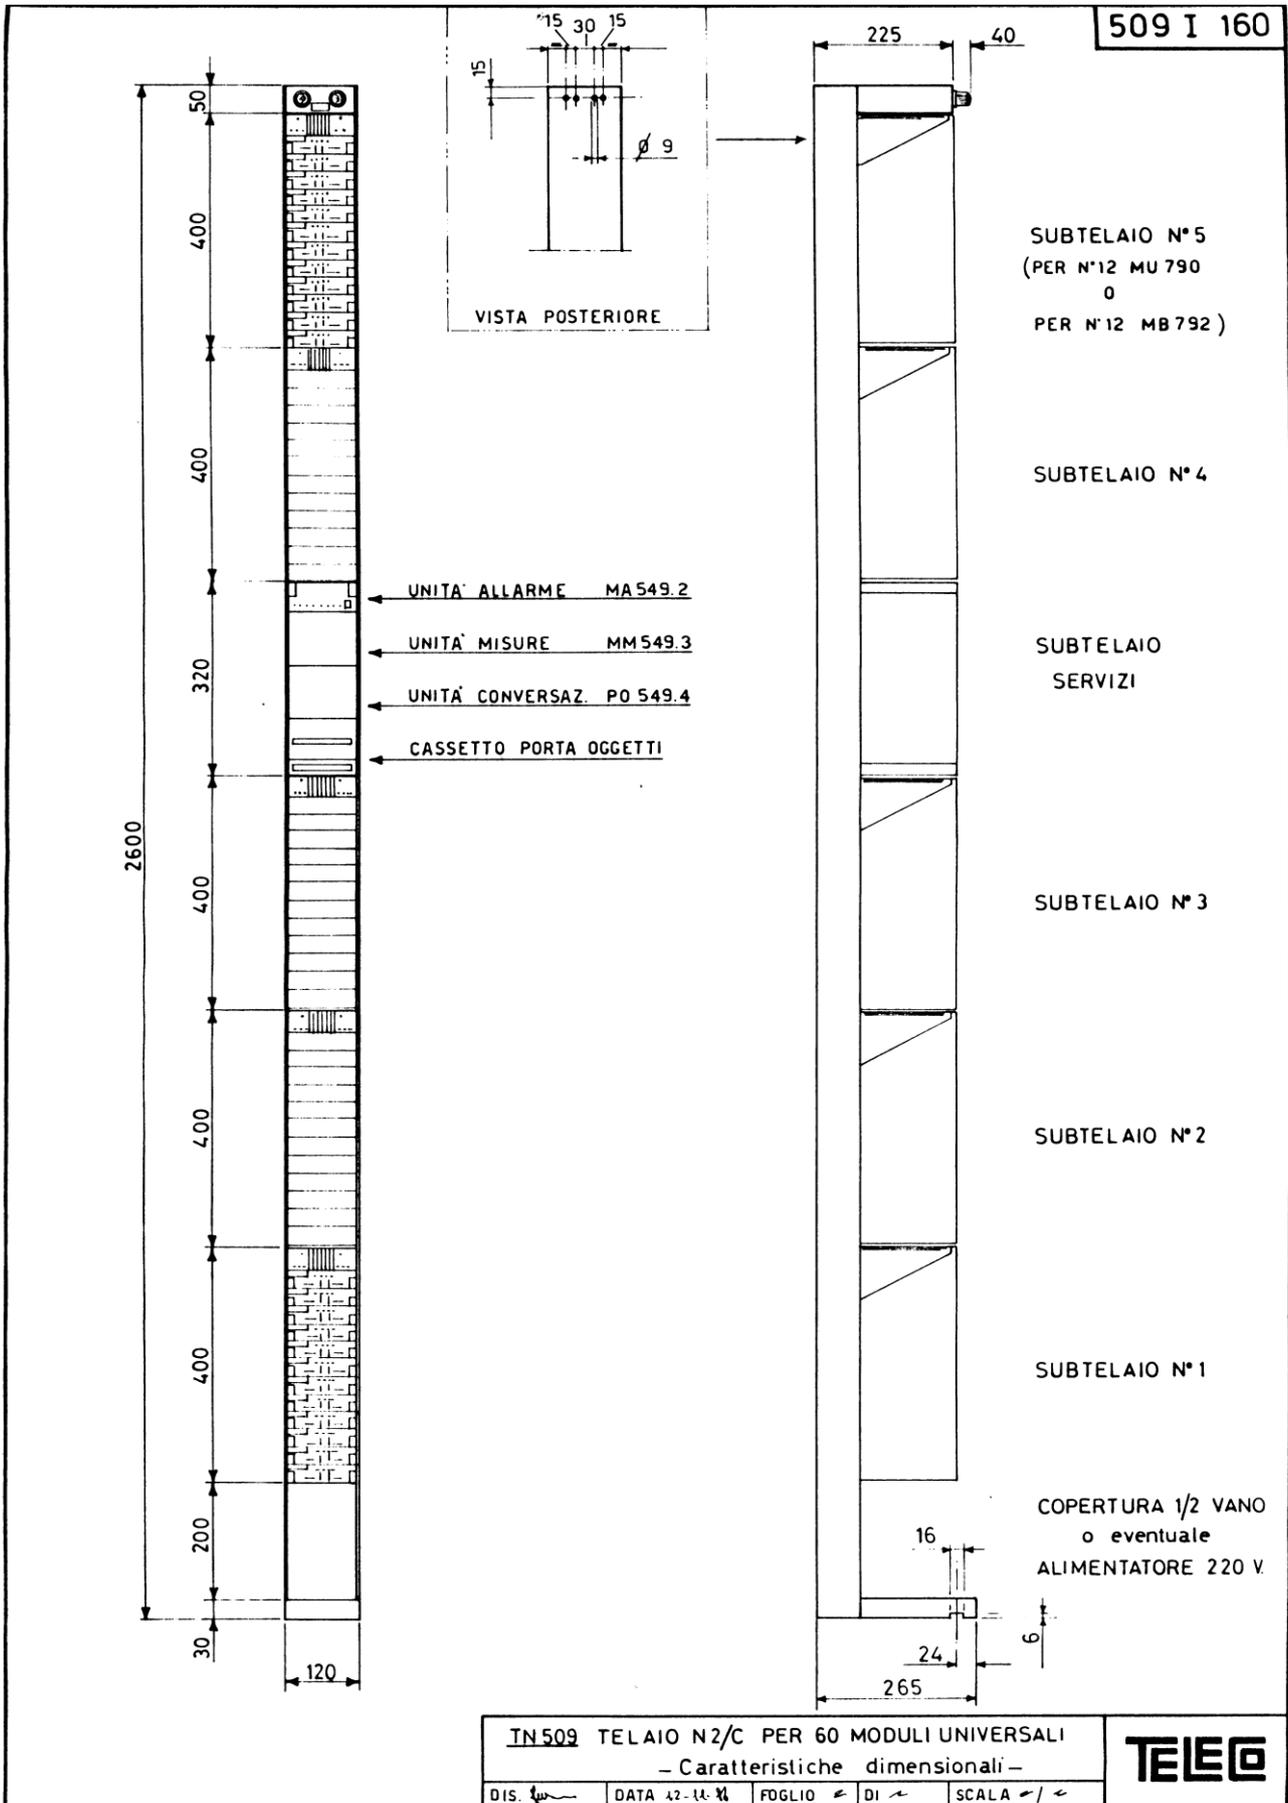 509 I 160
15 30 15
15
Ø 9
VISTA POSTERIORE
225
40
50
400
400
320
400
400
400
200
30
2600
120
UNITA' ALLARME MA 549.2
UNITA' MISURE MM 549.3
UNITA' CONVERSAZ. PO 549.4
CASSETTO PORTA OGGETTI
SUBTELAIO N° 5
(PER N°12 MU 790
O
PER N°12 MB 792)
SUBTELAIO N° 4
SUBTELAIO
SERVIZI
SUBTELAIO N° 3
SUBTELAIO N° 2
SUBTELAIO N° 1
COPERTURA 1/2 VANO
o eventuale
ALIMENTATORE 220 V.
16
6
24
265
TN 509 TELAIO N2/C PER 60 MODULI UNIVERSALI
– Caratteristiche dimensionali –
DIS. DATA FOGLIO DI SCALA
TELECO